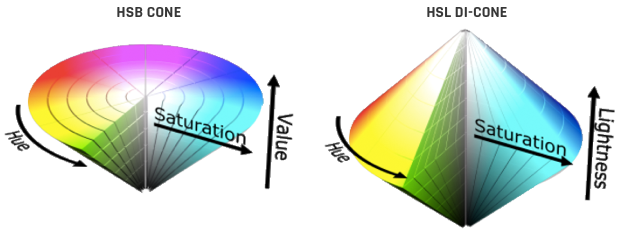 HSB CONE
HSL DI-CONE
Hue
Saturation
Value
Hue
Saturation
Lightness